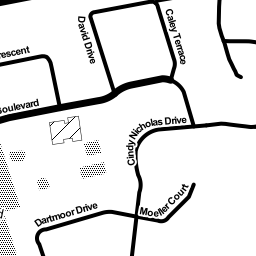 David Drive
Caley Terrace
rescent
oulevard
Cindy Nicholas Drive
Dartmoor Drive
Moeller Court